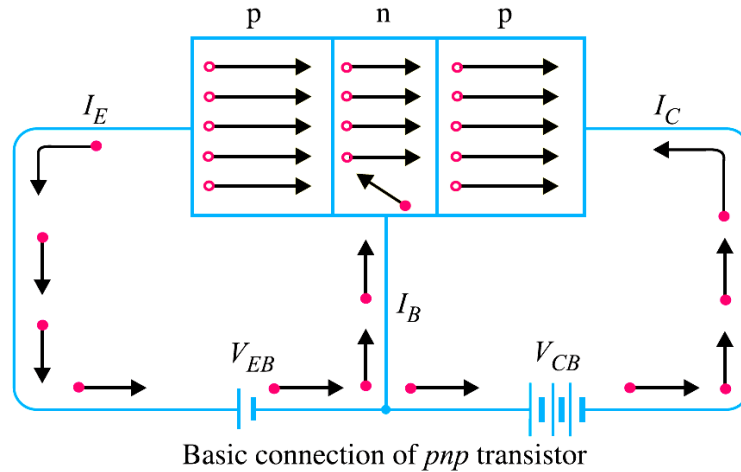 p n p
I_E I_C
I_B
V_EB V_CB
Basic connection of pnp transistor